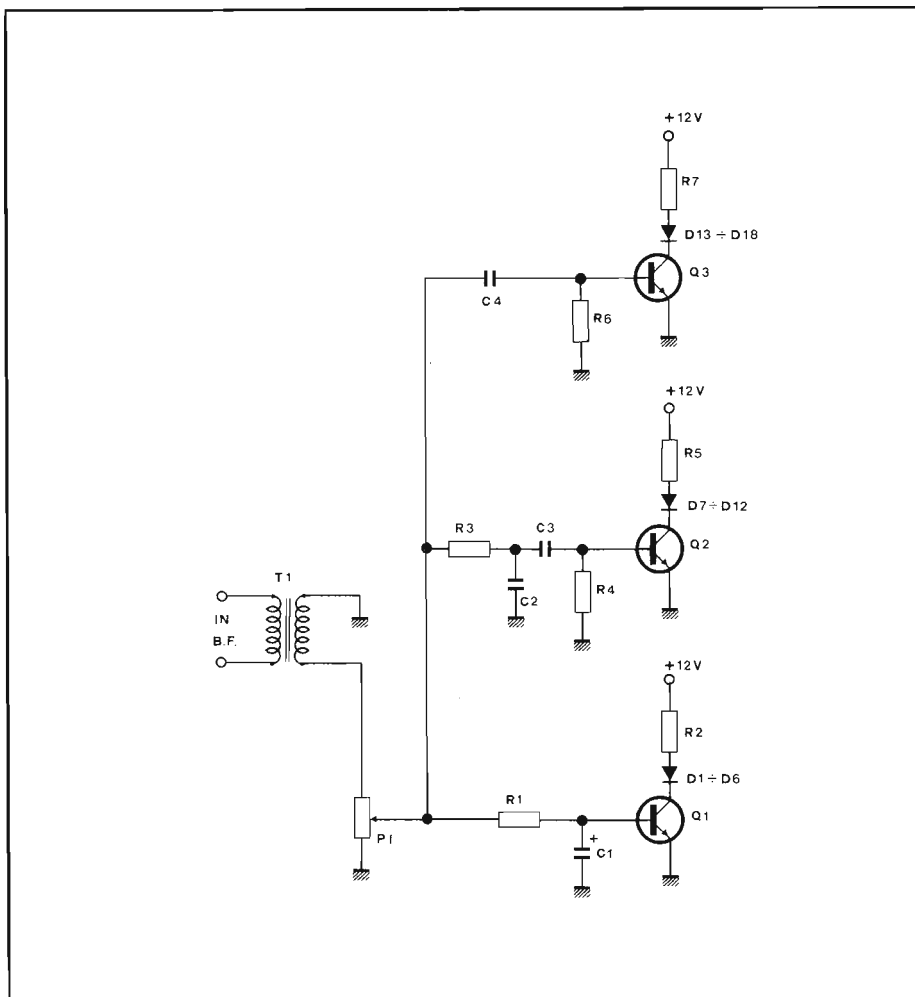 +12V
R7
D13÷D18
Q3
C4
R6
+12V
R5
D7÷D12
R3
C3
Q2
T1
C2
R4
IN
B.F.
+12V
R2
D1÷D6
R1
Q1
+
C1
P1